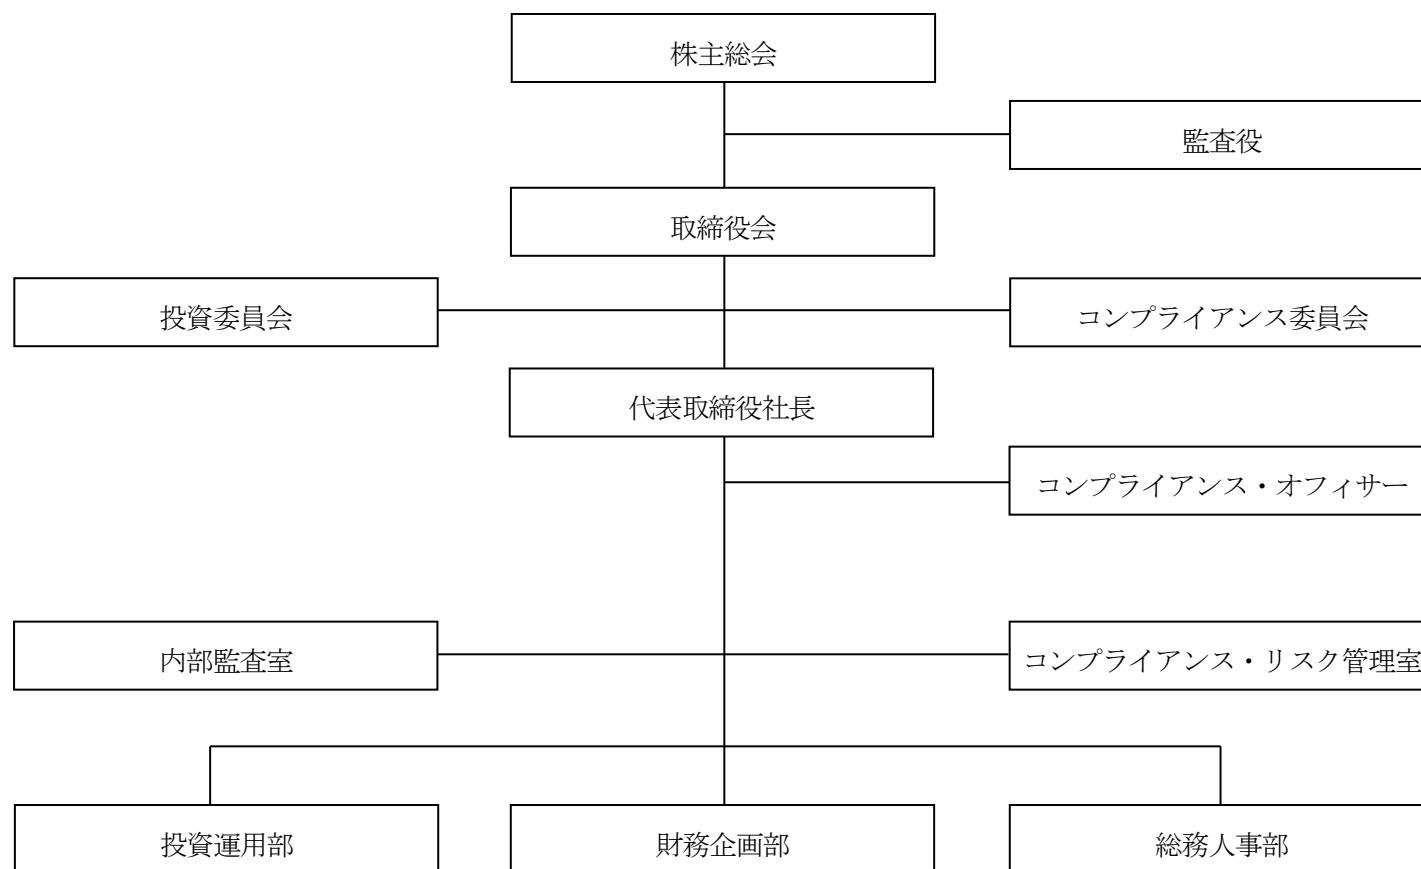 株主総会
監査役
取締役会
投資委員会
コンプライアンス委員会
代表取締役社長
コンプライアンス・オフィサー
内部監査室
コンプライアンス・リスク管理室
投資運用部
財務企画部
総務人事部